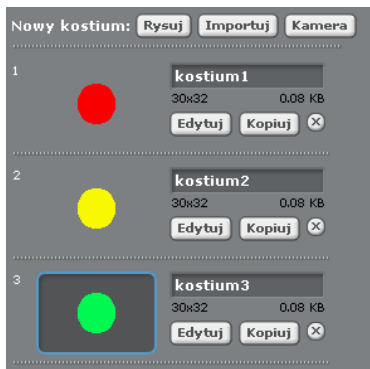 Nowy kostium: Rysuj Importuj Kamera
1
kostium1
30x32 0.08 KB
Edytuj Kopiuj
2
kostium2
30x32 0.08 KB
Edytuj Kopiuj
3
kostium3
30x32 0.08 KB
Edytuj Kopiuj